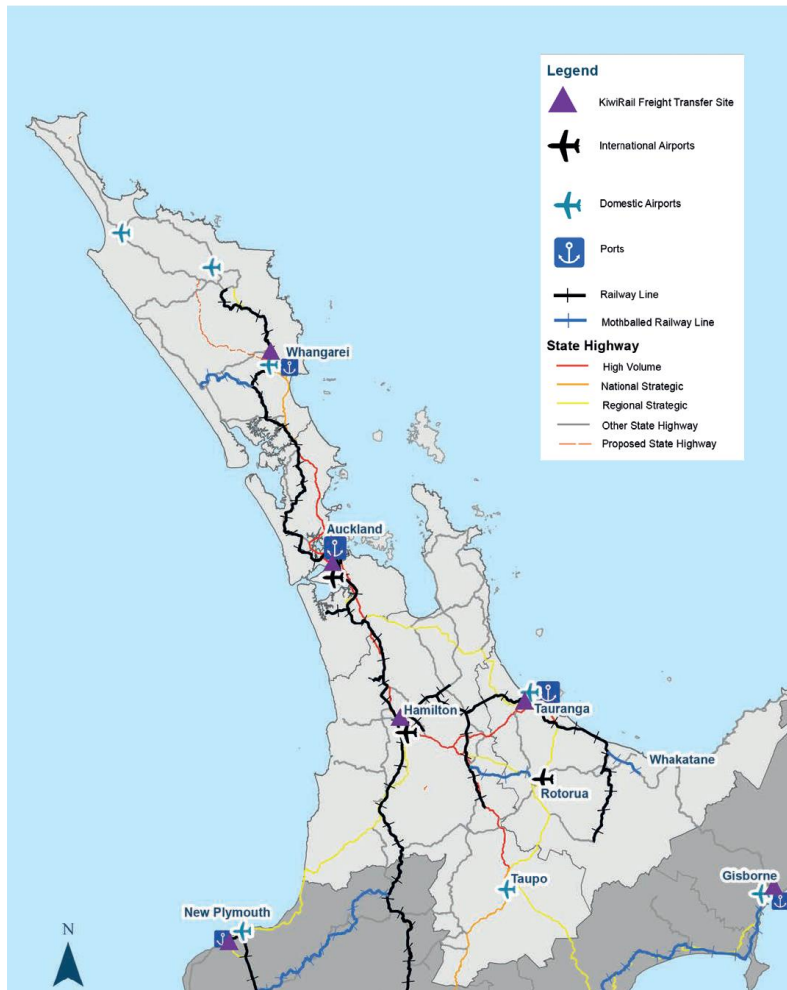 Legend
KiwiRail Freight Transfer Site
International Airports
Domestic Airports
Ports
Railway Line
Mothballed Railway Line
State Highway
High Volume
National Strategic
Regional Strategic
Other State Highway
Proposed State Highway
Whangarei
Auckland
Hamilton
Tauranga
Whakatane
Rotorua
Taupo
Gisborne
New Plymouth
N